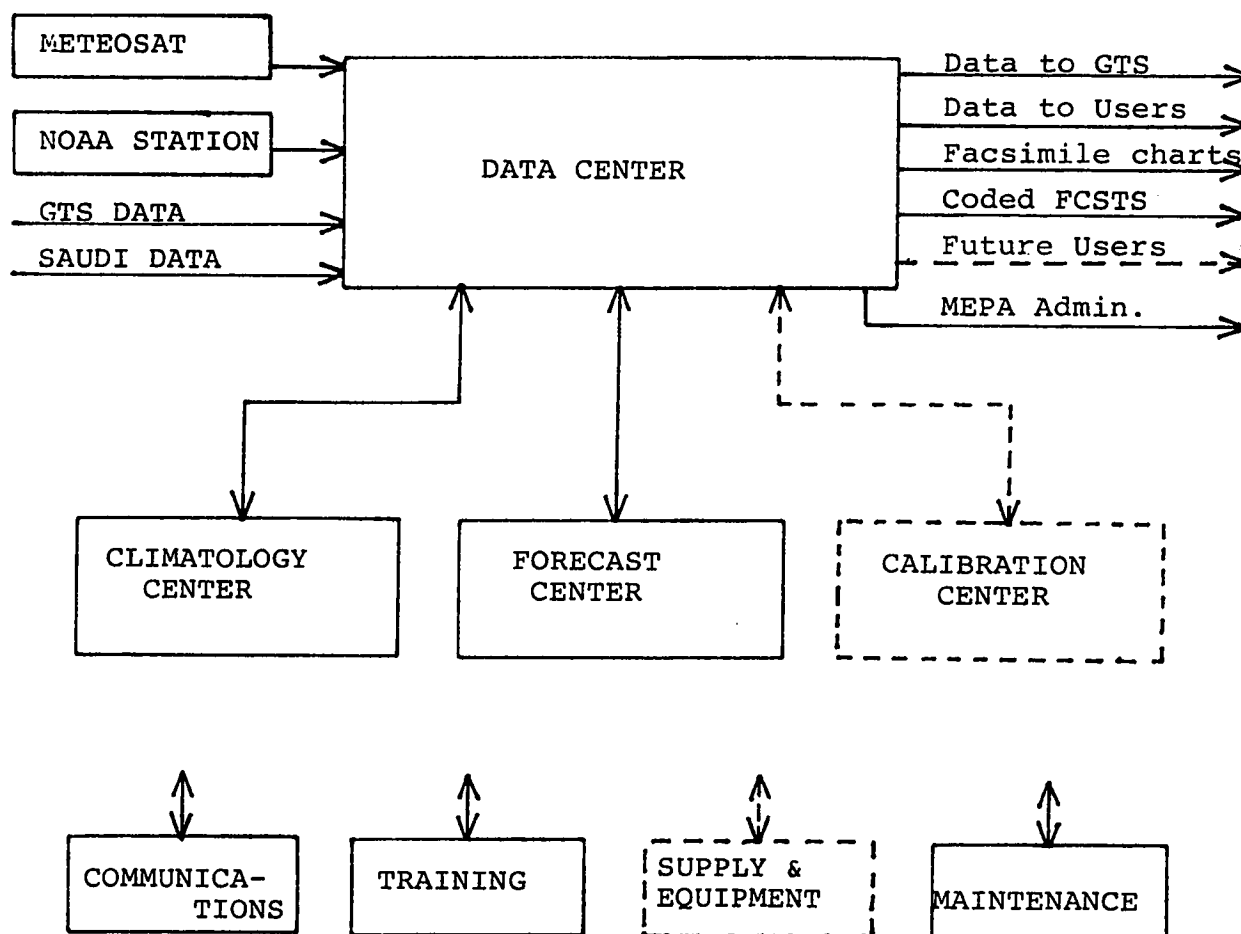 METEOSAT
NOAA STATION
GTS DATA
SAUDI DATA
DATA CENTER
Data to GTS
Data to Users
Facsimile charts
Coded FCSTS
Future Users
MEPA Admin.
CLIMATOLOGY
CENTER
FORECAST
CENTER
CALIBRATION
CENTER
COMMUNICA-
TIONS
TRAINING
SUPPLY &
EQUIPMENT
MAINTENANCE